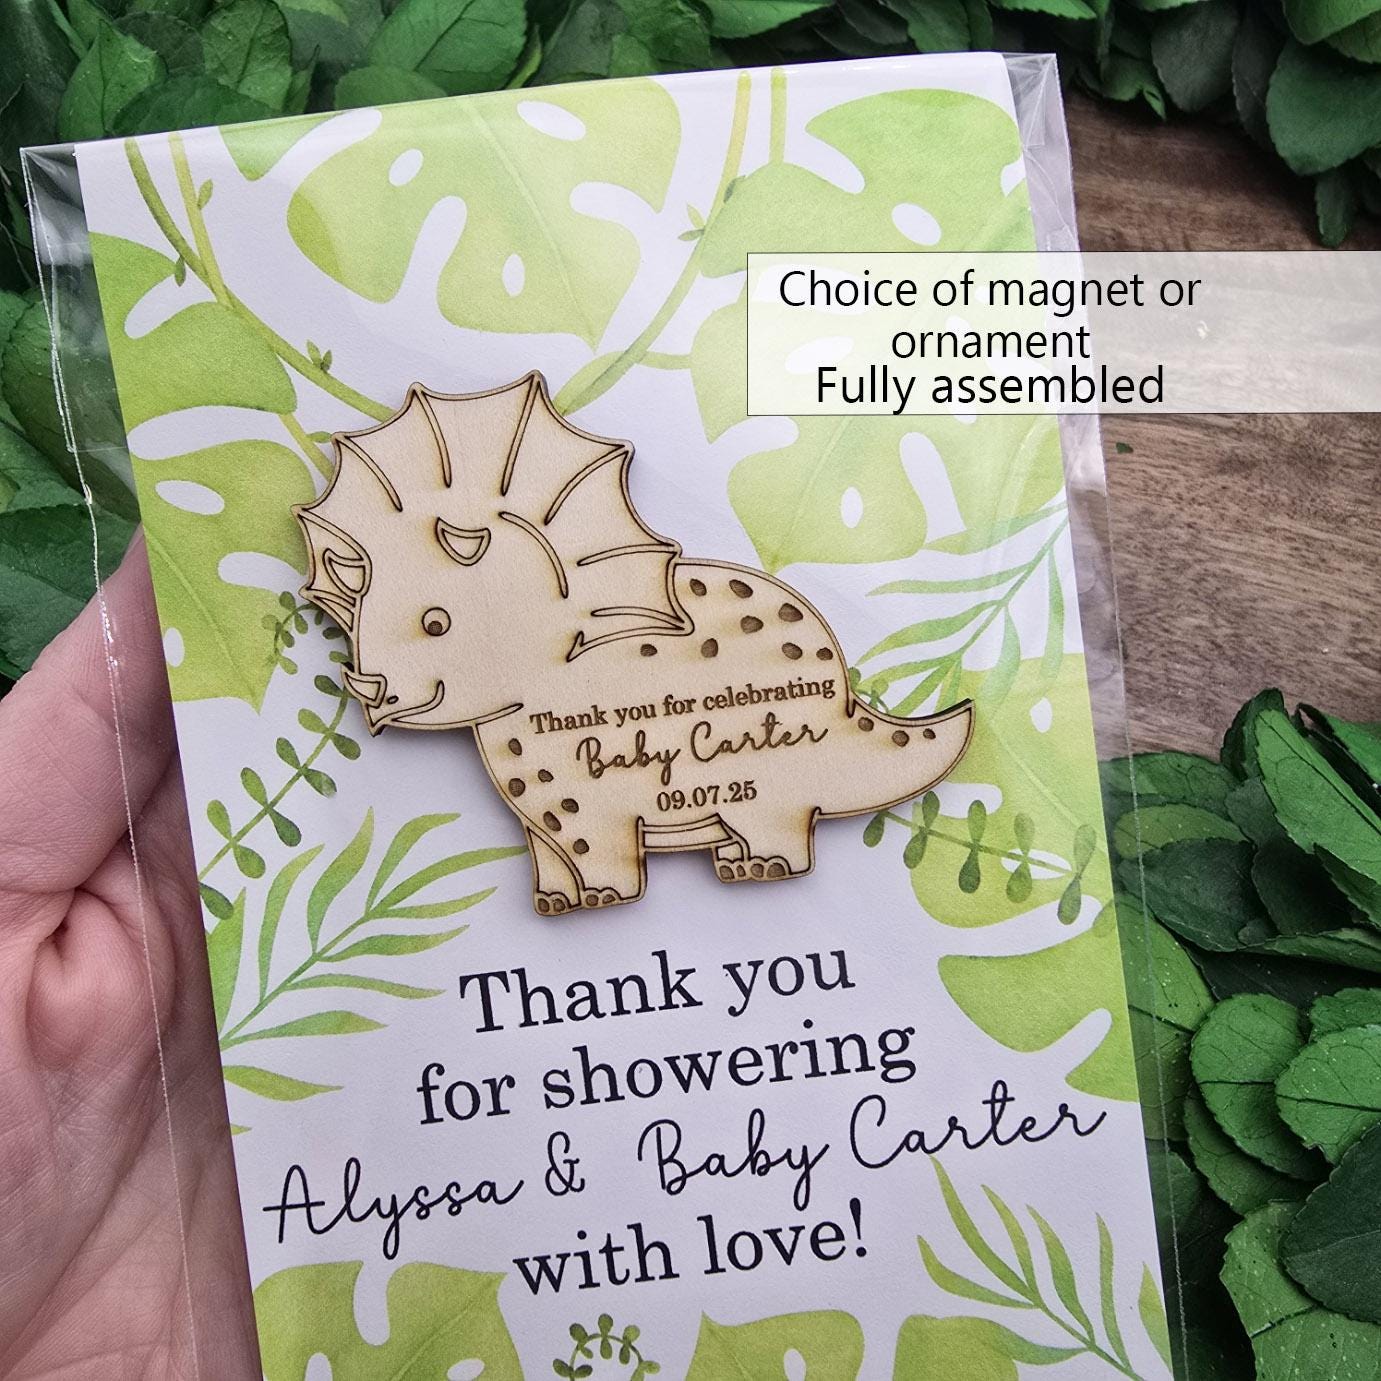 Choice of magnet or
ornament
Fully assembled
Thank you for celebrating
Baby Carter
09.07.25
Thank you
for showering
Alyssa & Baby Carter
with love!